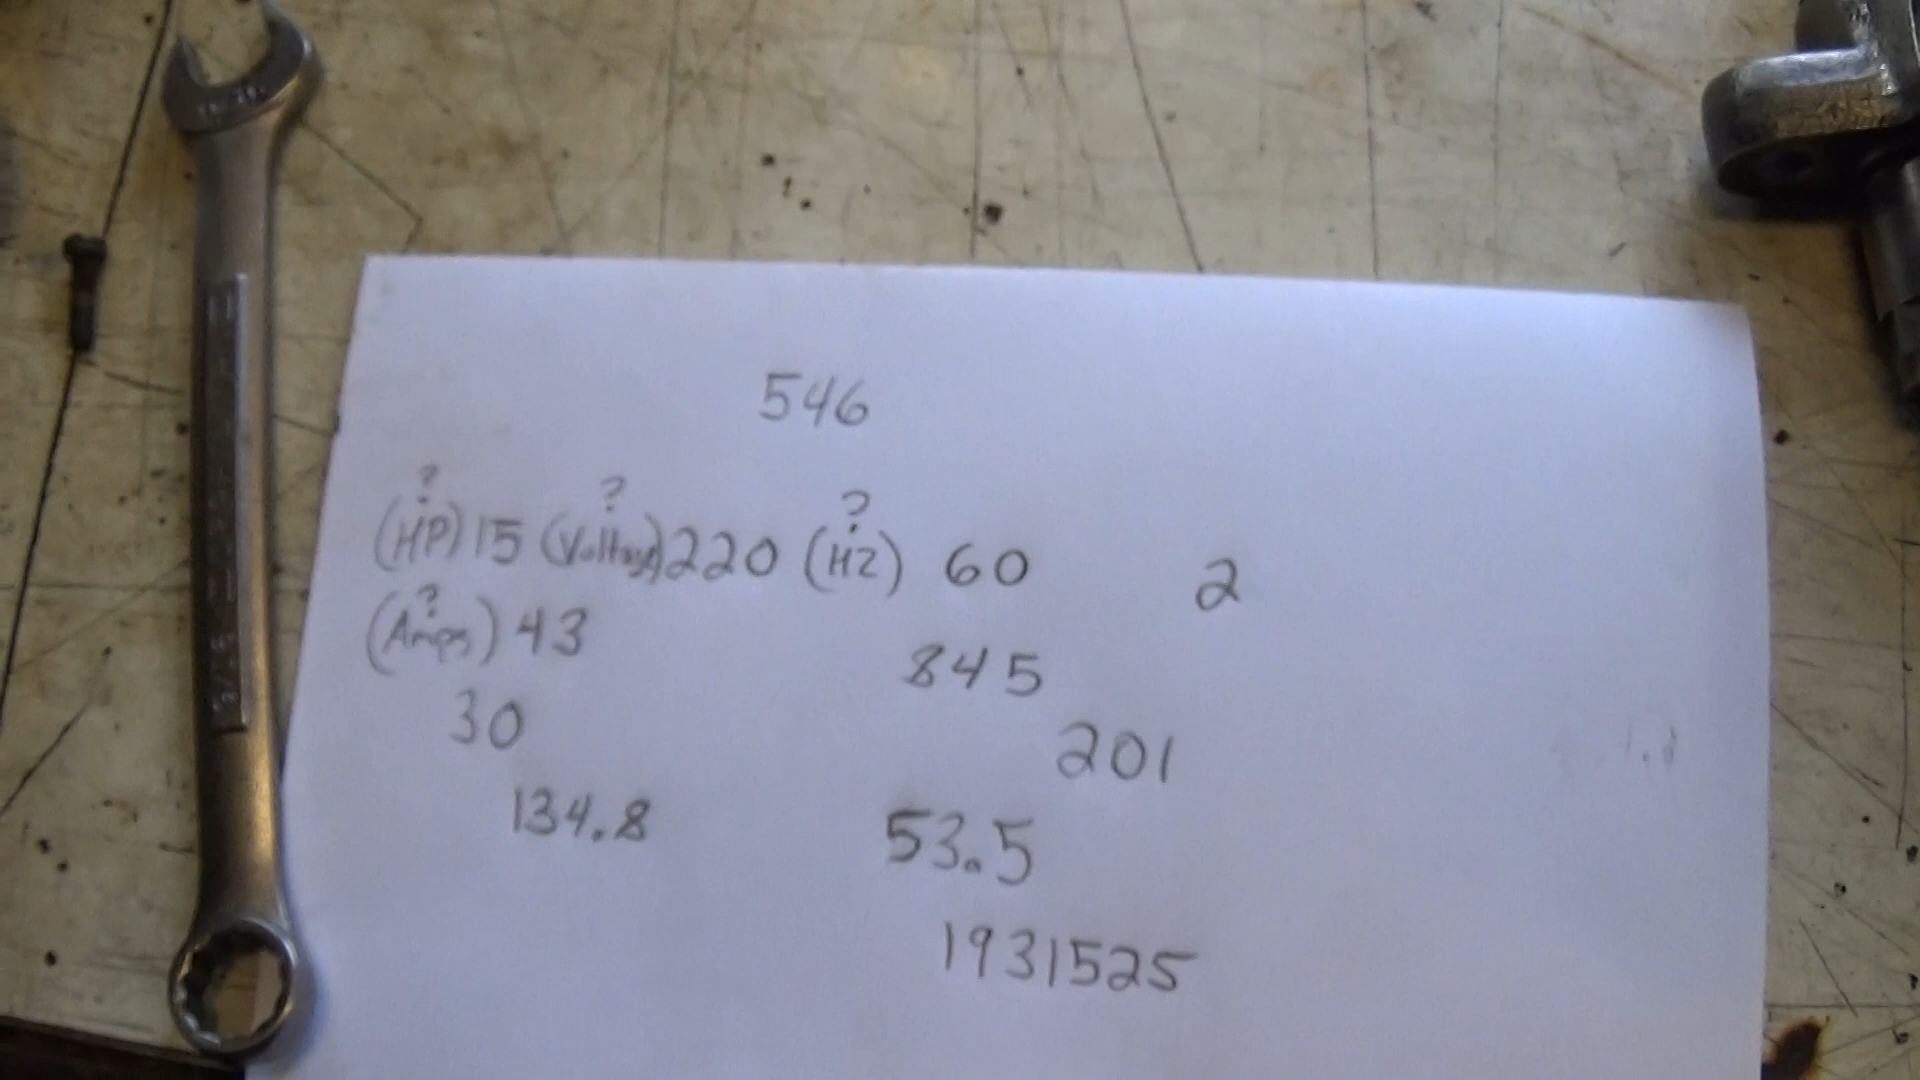 546
? ? ?
(HP) 15 (Voltage) 220 (HZ) 60 2
?
(Amps) 43 845
30 201
134.8 53.5
1931525